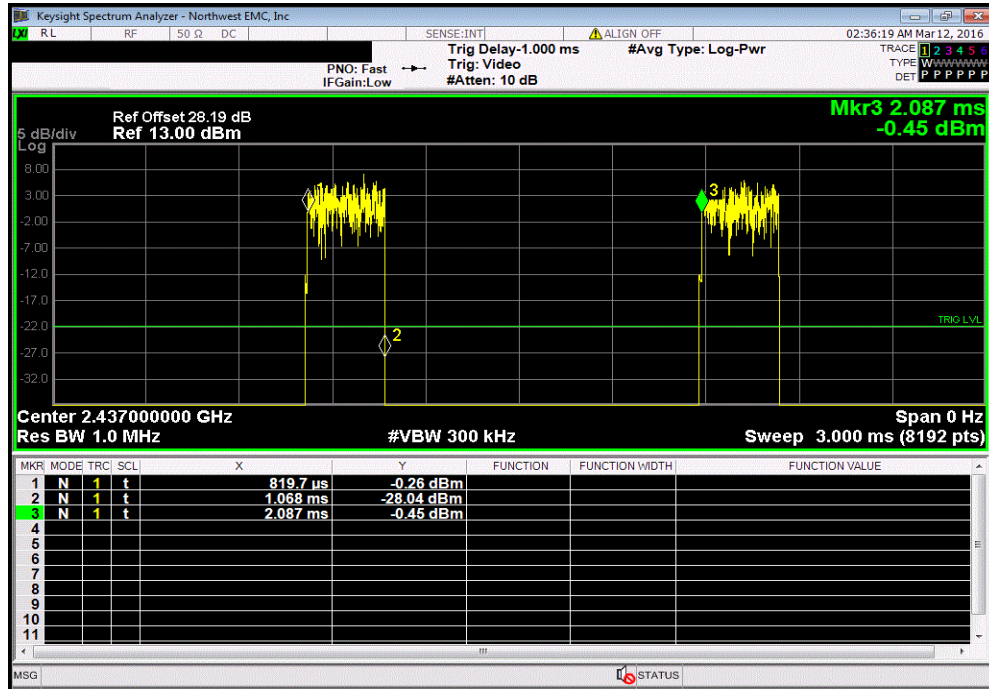 Keysight Spectrum Analyzer - Northwest EMC, Inc
LXI RL RF 50 Ω DC SENSE:INT ALIGN OFF 02:36:19 AM Mar 12, 2016
Trig Delay-1.000 ms #Avg Type: Log-Pwr TRACE 1 2 3 4 5 6
PNO: Fast Trig: Video TYPE WWWWWW
IFGain:Low #Atten: 10 dB DET P P P P P P
Mkr3 2.087 ms
-0.45 dBm
Ref Offset 28.19 dB
5 dB/div Ref 13.00 dBm
Log
8.00
3.00
-2.00
-7.00
-12.0
-17.0
-22.0
-27.0
-32.0
1
2
3
TRIG LVL
Center 2.437000000 GHz Span 0 Hz
Res BW 1.0 MHz #VBW 300 kHz Sweep 3.000 ms (8192 pts)
MKR MODE TRC SCL X Y FUNCTION FUNCTION WIDTH FUNCTION VALUE
1 N 1 t 819.7 µs -0.26 dBm
2 N 1 t 1.068 ms -28.04 dBm
3 N 1 t 2.087 ms -0.45 dBm
4
5
6
7
8
9
10
11
MSG STATUS